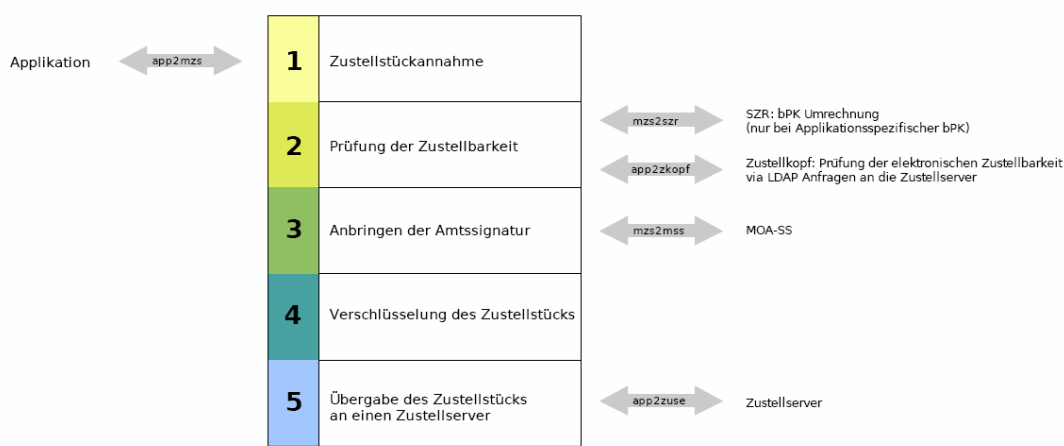 Applikation
app2mzs
1
Zustellstückannahme
2
Prüfung der Zustellbarkeit
mzs2szr
SZR: bPK Umrechnung
(nur bei Applikationsspezifischer bPK)
app2zkopf
Zustellkopf: Prüfung der elektronischen Zustellbarkeit
via LDAP Anfragen an die Zustellserver
3
Anbringen der Amtssignatur
mzs2mss
MOA-SS
4
Verschlüsselung des Zustellstücks
5
Übergabe des Zustellstücks
an einen Zustellserver
app2zuse
Zustellserver